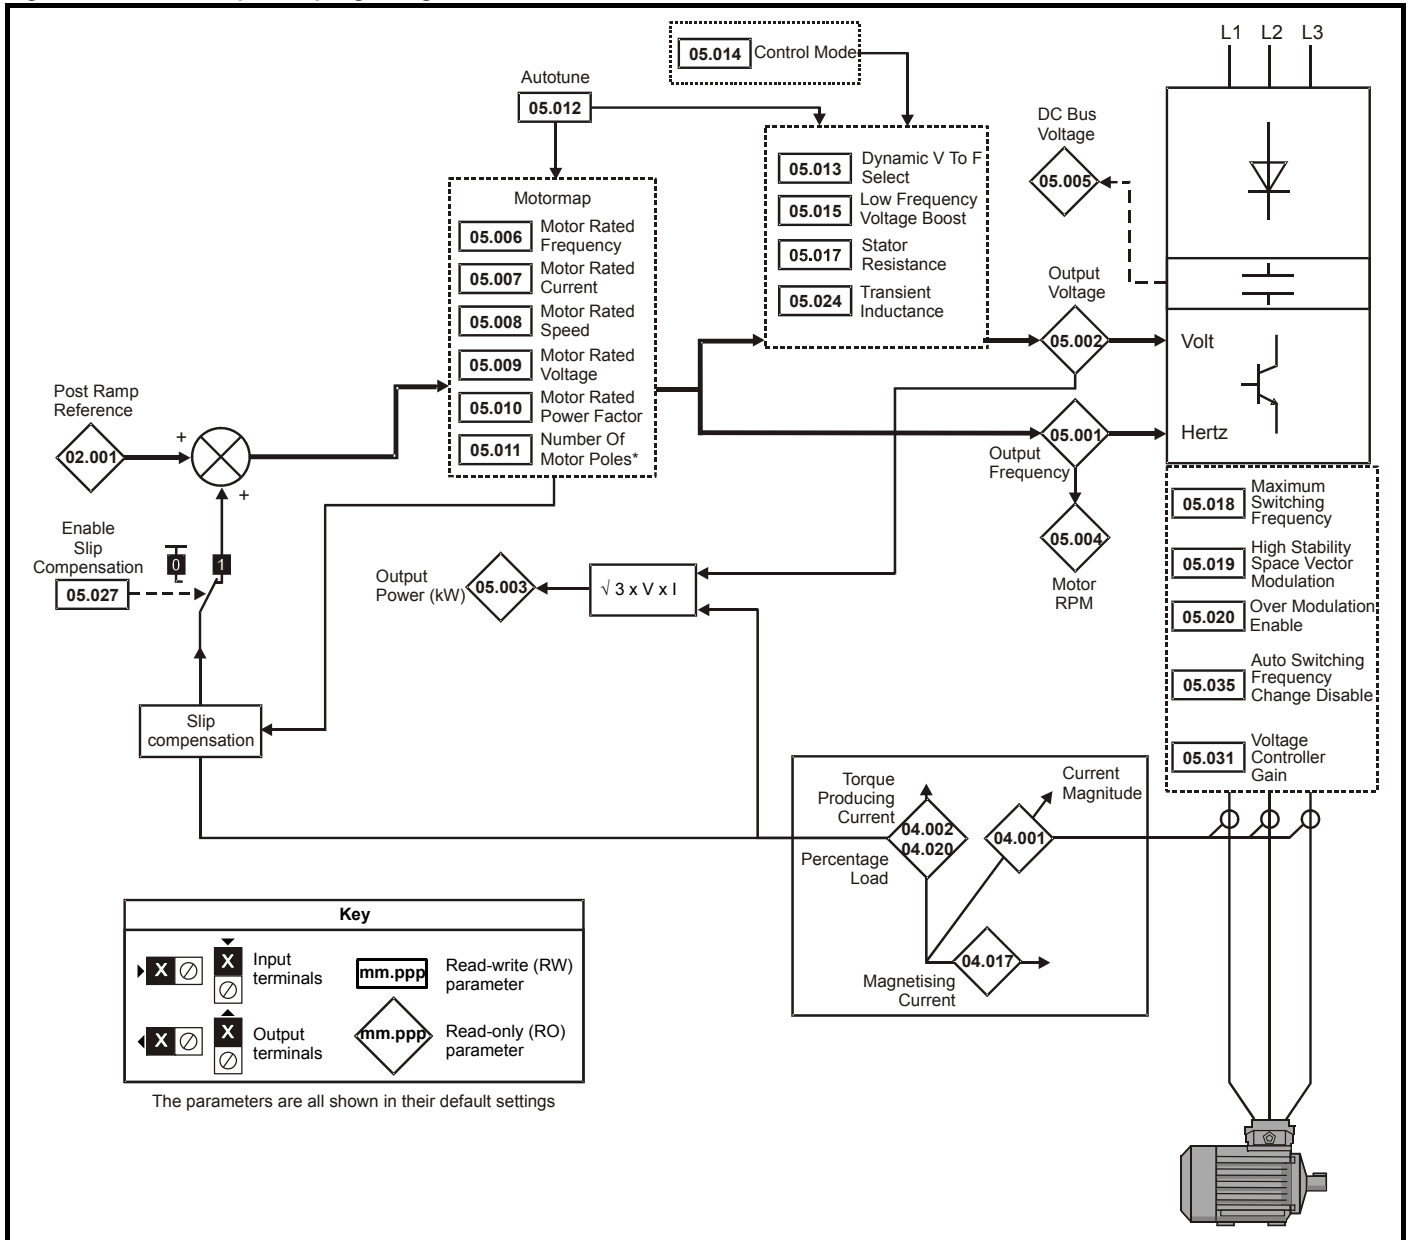 L1 L2 L3
05.014 Control Mode
Autotune
05.012
DC Bus
Voltage
05.005
05.013 Dynamic V To F
Select
05.015 Low Frequency
Voltage Boost
05.017 Stator
Resistance
05.024 Transient
Inductance
Motormap
05.006 Motor Rated
Frequency
05.007 Motor Rated
Current
05.008 Motor Rated
Speed
05.009 Motor Rated
Voltage
05.010 Motor Rated
Power Factor
05.011 Number Of
Motor Poles*
Output
Voltage
05.002
Volt
Post Ramp
Reference
02.001
+
+
05.001
Hertz
Output
Frequency
05.004
Motor
RPM
Enable
Slip
Compensation
05.027
0
1
Output
Power (kW)
05.003
√ 3 x V x I
05.018 Maximum
Switching
Frequency
05.019 High Stability
Space Vector
Modulation
05.020 Over Modulation
Enable
05.035 Auto Switching
Frequency
Change Disable
05.031 Voltage
Controller
Gain
Slip
compensation
Torque
Producing
Current
04.002
04.020
Percentage
Load
Current
Magnitude
04.001
04.017
Magnetising
Current
Key
X X Input
terminals
mm.ppp Read-write (RW)
parameter
X X Output
terminals
mm.ppp Read-only (RO)
parameter
The parameters are all shown in their default settings